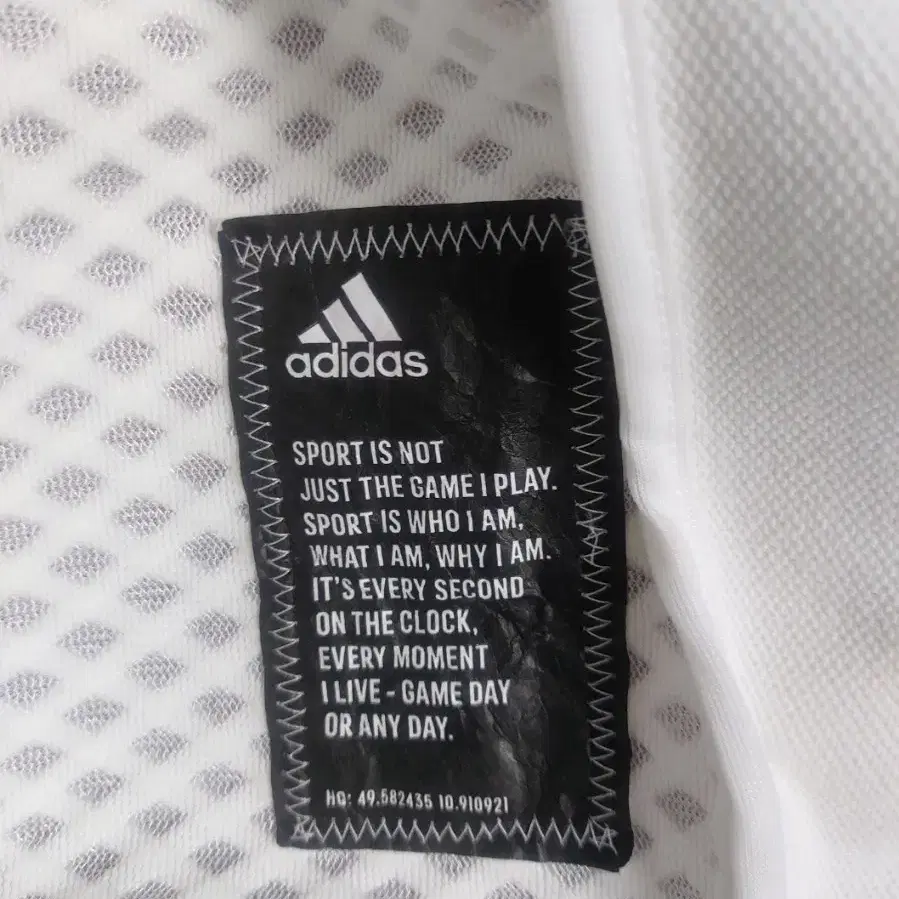 adidas
SPORT IS NOT
JUST THE GAME I PLAY.
SPORT IS WHO I AM,
WHAT I AM, WHY I AM.
IT'S EVERY SECOND
ON THE CLOCK,
EVERY MOMENT
I LIVE - GAME DAY
OR ANY DAY.
HQ: 49.582435 10.910921